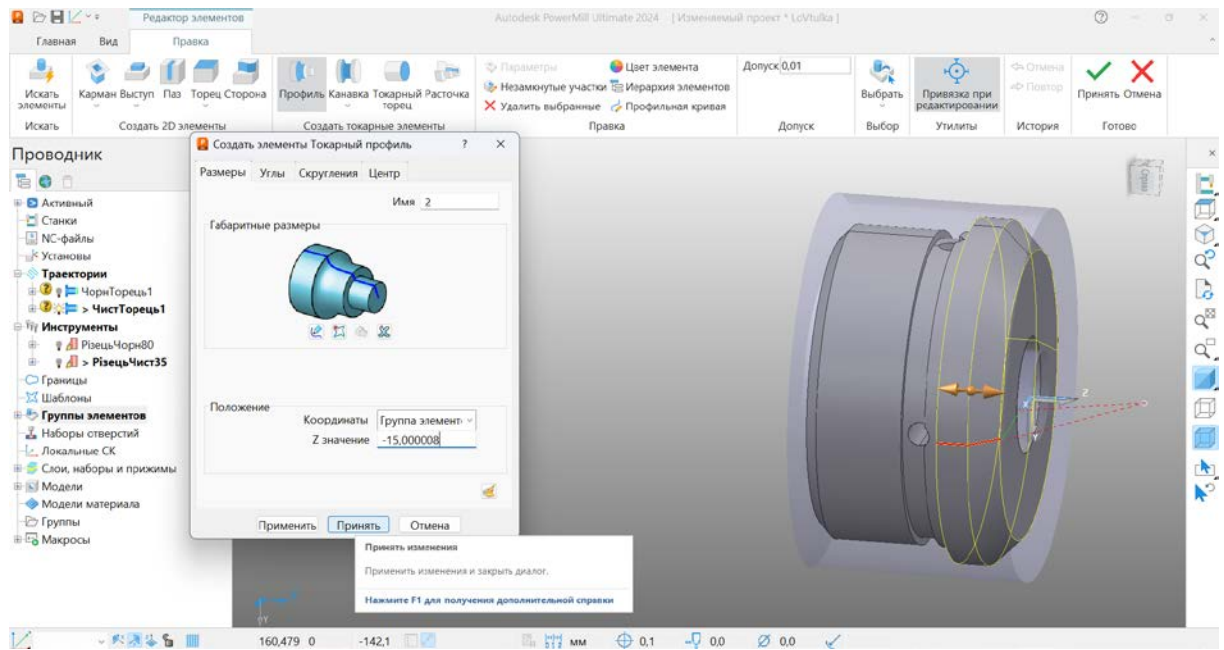 Редактор элементов
Autodesk PowerMill Ultimate 2024 [Изменяемый проект * LoVtulka ]
Главная Вид Правка
Искать элементы
Карман Выступ Паз Торец Сторона
Профиль Канавка Токарный торец Расточка
Параметры
Цвет элемента
Незамкнутые участки
Иерархия элементов
Удалить выбранные
Профильная кривая
Допуск 0,01
Выбрать
Привязка при редактировании
Отмена
Повтор
Принять Отмена
Искать Создать 2D элементы Создать токарные элементы Правка Допуск Выбор Утилиты История Готово
Проводник
Активный
Станки
NC-файлы
Установы
Траектории
ЧорнТорець1
> ЧистТорець1
Инструменты
РізецьЧорн80
> РізецьЧист35
Границы
Шаблоны
Группы элементов
Наборы отверстий
Локальные СК
Слои, наборы и прижимы
Модели
Модели материала
Группы
Макросы
Создать элементы Токарный профиль ? X
Размеры Углы Скругления Центр
Имя 2
Габаритные размеры
Положение
Координаты Группа элемент
Z значение -15,000008
Применить Принять Отмена
Принять изменения
Применить изменения и закрыть диалог.
Нажмите F1 для получения дополнительной справки
X Z
Y
Y
160,479 0 -142,1 мм 0,1 0,0 0,0